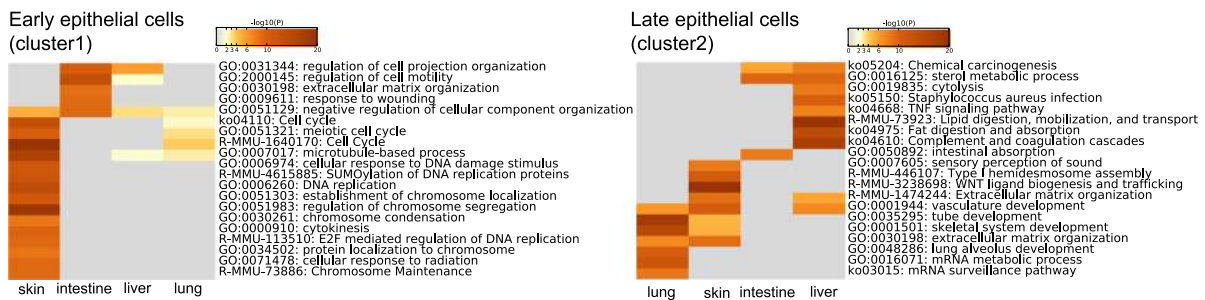 Early epithelial cells
(cluster1)
-log10(P)
0 2 3 4 6 10 20
GO:0031344: regulation of cell projection organization
GO:2000145: regulation of cell motility
GO:0030198: extracellular matrix organization
GO:0009611: response to wounding
GO:0051129: negative regulation of cellular component organization
ko04110: Cell cycle
GO:0051321: meiotic cell cycle
R-MMU-1640170: Cell Cycle
GO:0007017: microtubule-based process
GO:0006974: cellular response to DNA damage stimulus
R-MMU-4615885: SUMOylation of DNA replication proteins
GO:0006260: DNA replication
GO:0051303: establishment of chromosome localization
GO:0051983: regulation of chromosome segregation
GO:0030261: chromosome condensation
GO:0000910: cytokinesis
R-MMU-113510: E2F mediated regulation of DNA replication
GO:0034502: protein localization to chromosome
GO:0071478: cellular response to radiation
R-MMU-73886: Chromosome Maintenance
skin intestine liver lung
Late epithelial cells
(cluster2)
-log10(P)
0 2 3 4 6 10 20
ko05204: Chemical carcinogenesis
GO:0016125: sterol metabolic process
GO:0019835: cytolysis
ko05150: Staphylococcus aureus infection
ko04668: TNF signaling pathway
R-MMU-73923: Lipid digestion, mobilization, and transport
ko04975: Fat digestion and absorption
ko04610: Complement and coagulation cascades
GO:0050892: intestinal absorption
GO:0007605: sensory perception of sound
R-MMU-446107: Type I hemidesmosome assembly
R-MMU-3238698: WNT ligand biogenesis and trafficking
R-MMU-1474244: Extracellular matrix organization
GO:0001944: vasculature development
GO:0035295: tube development
GO:0001501: skeletal system development
GO:0030198: extracellular matrix organization
GO:0048286: lung alveolus development
GO:0016071: mRNA metabolic process
ko03015: mRNA surveillance pathway
lung skin intestine liver